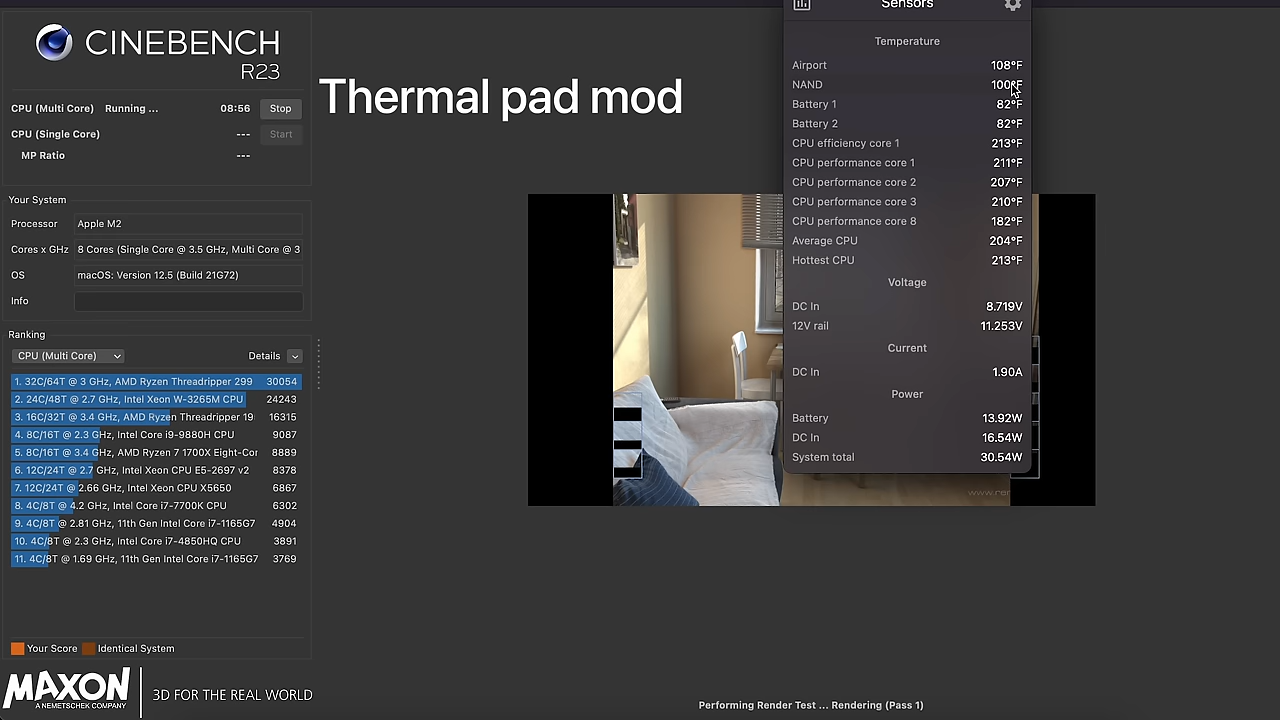 CINEBENCH
R23
Thermal pad mod
CPU (Multi Core) Running ... 08:56 Stop
CPU (Single Core) --- Start
MP Ratio ---
Your System
Processor Apple M2
Cores x GHz 8 Cores (Single Core @ 3.5 GHz, Multi Core @ 3
OS macOS: Version 12.5 (Build 21G72)
Info
Ranking
CPU (Multi Core) Details
1. 32C/64T @ 3 GHz, AMD Ryzen Threadripper 299 30054
2. 24C/48T @ 2.7 GHz, Intel Xeon W-3265M CPU 24243
3. 16C/32T @ 3.4 GHz, AMD Ryzen Threadripper 19 16315
4. 8C/16T @ 2.3 GHz, Intel Core i9-9880H CPU 9087
5. 8C/16T @ 3.4 GHz, AMD Ryzen 7 1700X Eight-Cor 8889
6. 12C/24T @ 2.7 GHz, Intel Xeon CPU E5-2697 v2 8378
7. 12C/24T @ 2.66 GHz, Intel Xeon CPU X5650 6867
8. 4C/8T @ 4.2 GHz, Intel Core i7-7700K CPU 6302
9. 4C/8T @ 2.81 GHz, 11th Gen Intel Core i7-1165G7 4904
10. 4C/8T @ 2.3 GHz, Intel Core i7-4850HQ CPU 3891
11. 4C/8T @ 1.69 GHz, 11th Gen Intel Core i7-1165G7 3769
Your Score Identical System
MAXON
A NEMETSCHEK COMPANY
3D FOR THE REAL WORLD
Sensors
Temperature
Airport 108°F
NAND 100°F
Battery 1 82°F
Battery 2 82°F
CPU efficiency core 1 213°F
CPU performance core 1 211°F
CPU performance core 2 207°F
CPU performance core 3 210°F
CPU performance core 8 182°F
Average CPU 204°F
Hottest CPU 213°F
Voltage
DC In 8.719V
12V rail 11.253V
Current
DC In 1.90A
Power
Battery 13.92W
DC In 16.54W
System total 30.54W
www.rer
Performing Render Test ... Rendering (Pass 1)